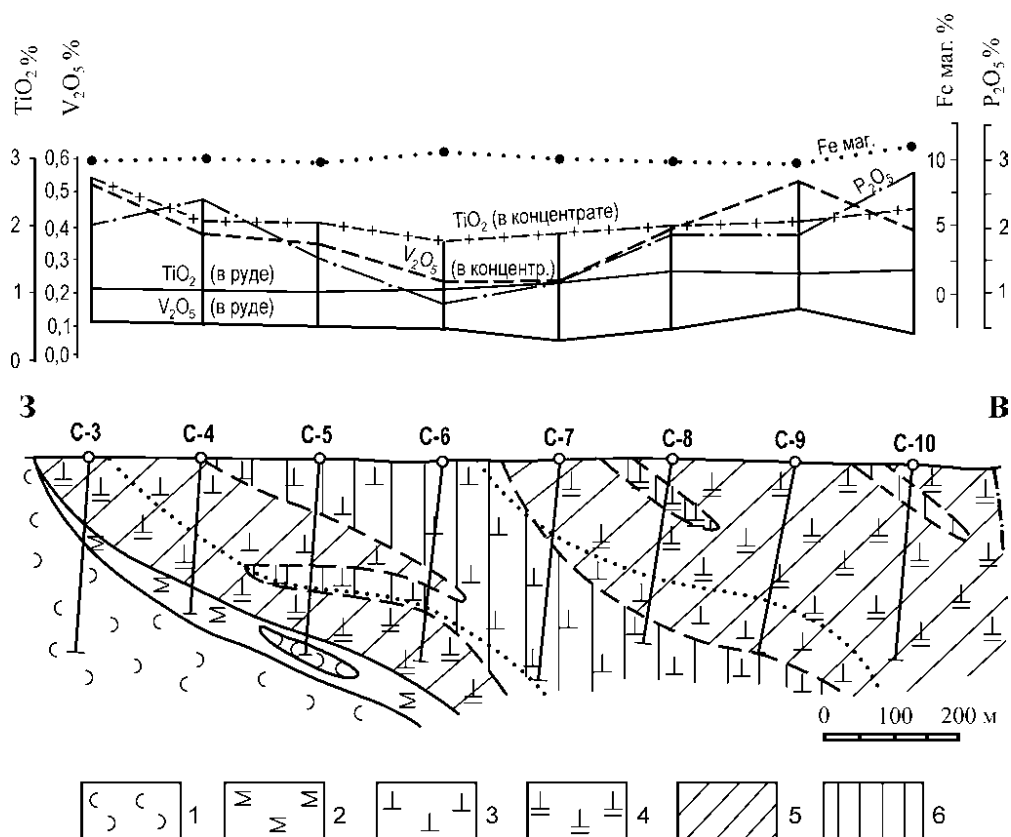 TiO₂ %
V₂O₅ %
Fe маг. %
P₂O₅ %
3
2
1
0
0,6
0,5
0,4
0,3
0,2
0,1
0,0
10
5
0
3
2
1
Fe маг.
P₂O₅
TiO₂ (в концентрате)
V₂O₅ (в концентр.)
TiO₂ (в руде)
V₂O₅ (в руде)
З В
С-3 С-4 С-5 С-6 С-7 С-8 С-9 С-10
0 100 200 м
1 2 3 4 5 6